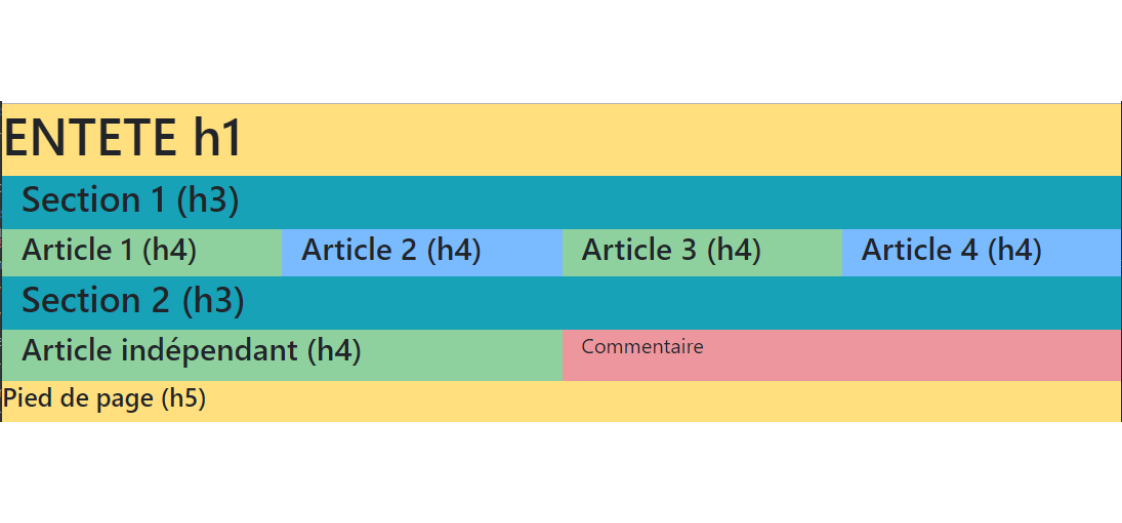 ENTETE h1
Section 1 (h3)
Article 1 (h4)
Article 2 (h4)
Article 3 (h4)
Article 4 (h4)
Section 2 (h3)
Article indépendant (h4)
Commentaire
Pied de page (h5)